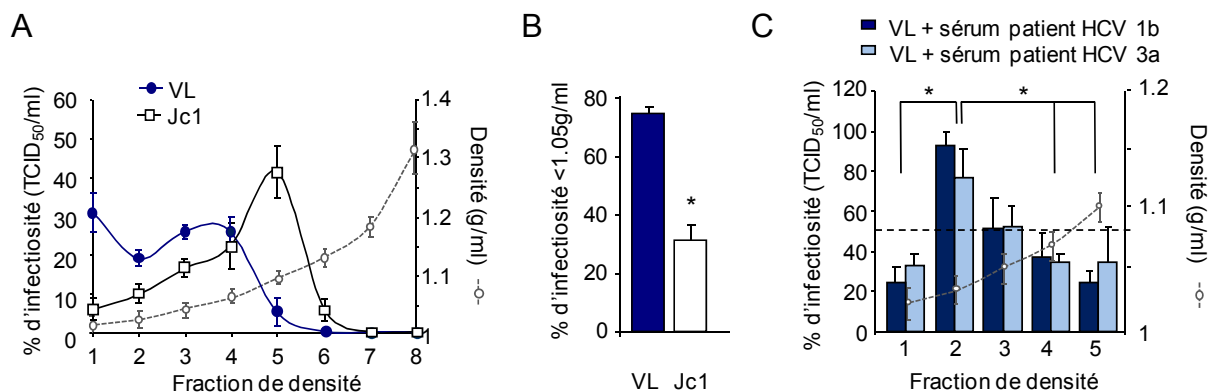 A
VL
Jc1
% d'infectiosité (TCID50/ml)
60
50
40
30
20
10
0
1 2 3 4 5 6 7 8
Fraction de densité
1.4
1.3
1.2
1.1
1
Densité (g/ml)
B
% d'infectiosité <1.05g/ml
80
60
40
20
0
*
VL Jc1
C
VL + sérum patient HCV 1b
VL + sérum patient HCV 3a
% d'infectiosité (TCID50/ml)
120
100
80
60
40
20
0
* *
1 2 3 4 5
Fraction de densité
1.2
1.10
1
Densité (g/ml)